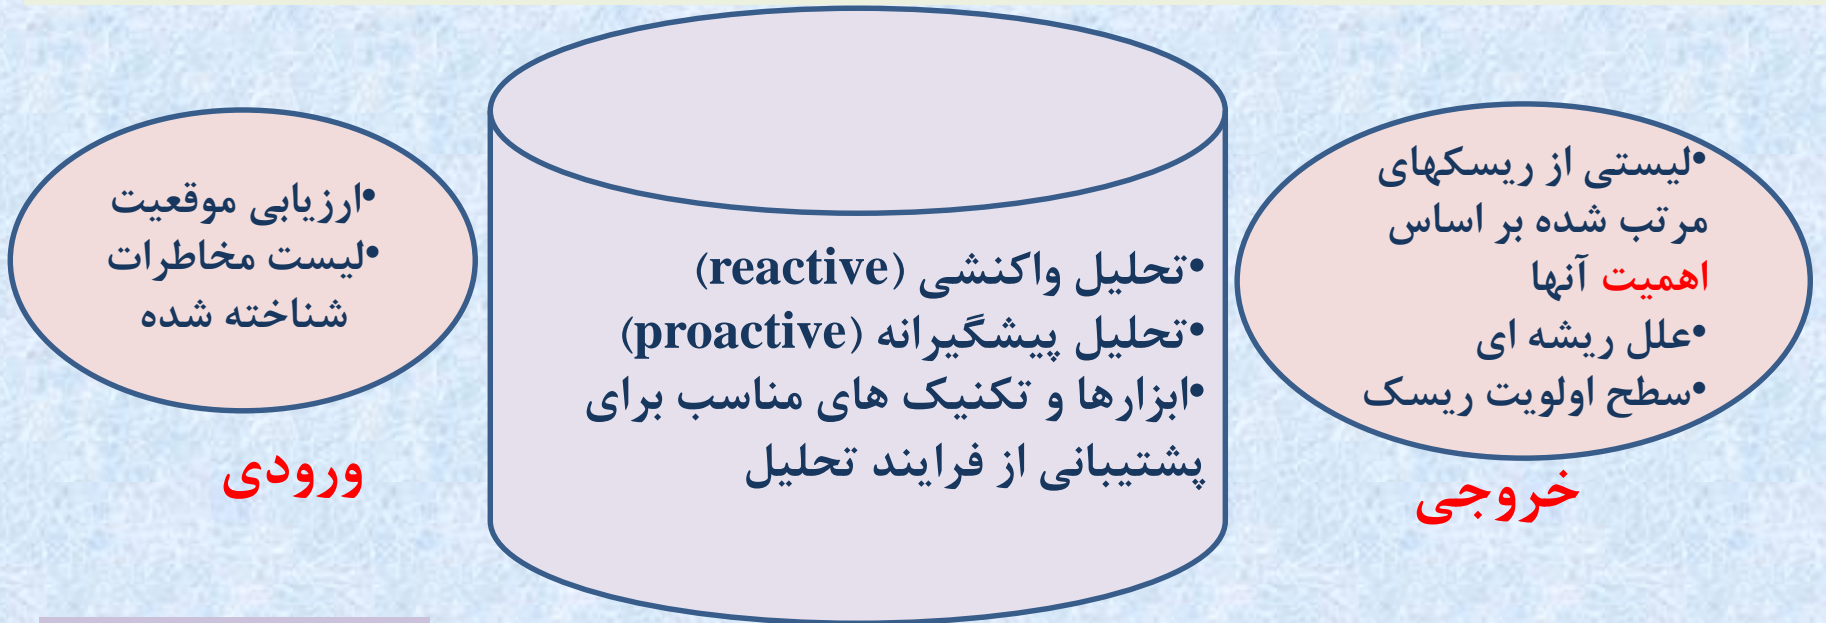 •ارزیابی موقعیت
•لیست مخاطرات
شناخته شده
ورودی
•تحلیل واکنشی (reactive)
•تحلیل پیشگیرانه (proactive)
•ابزارها و تکنیک های مناسب برای
پشتیبانی از فرایند تحلیل
•لیستی از ریسکهای
مرتب شده بر اساس
اهمیت آنها
•علل ریشه ای
•سطح اولویت ریسک
خروجی